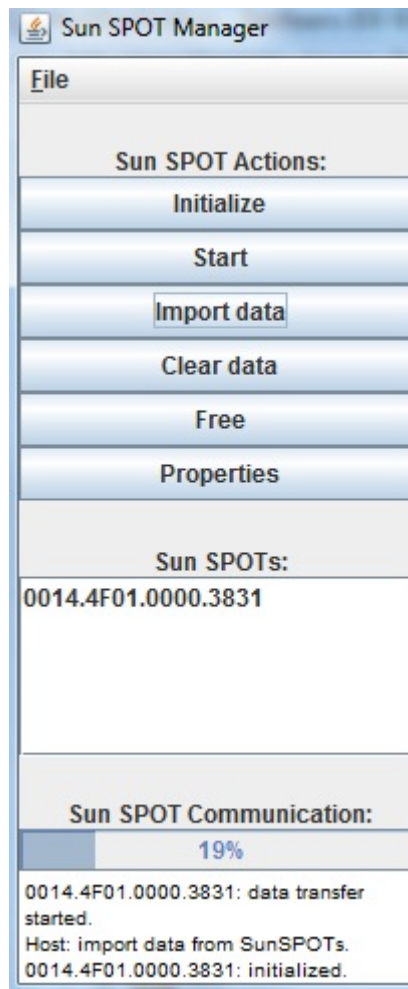 Sun SPOT Manager
File
Sun SPOT Actions:
Initialize
Start
Import data
Clear data
Free
Properties
Sun SPOTs:
0014.4F01.0000.3831
Sun SPOT Communication:
19%
0014.4F01.0000.3831: data transfer
started.
Host: import data from SunSPOTs.
0014.4F01.0000.3831: initialized.